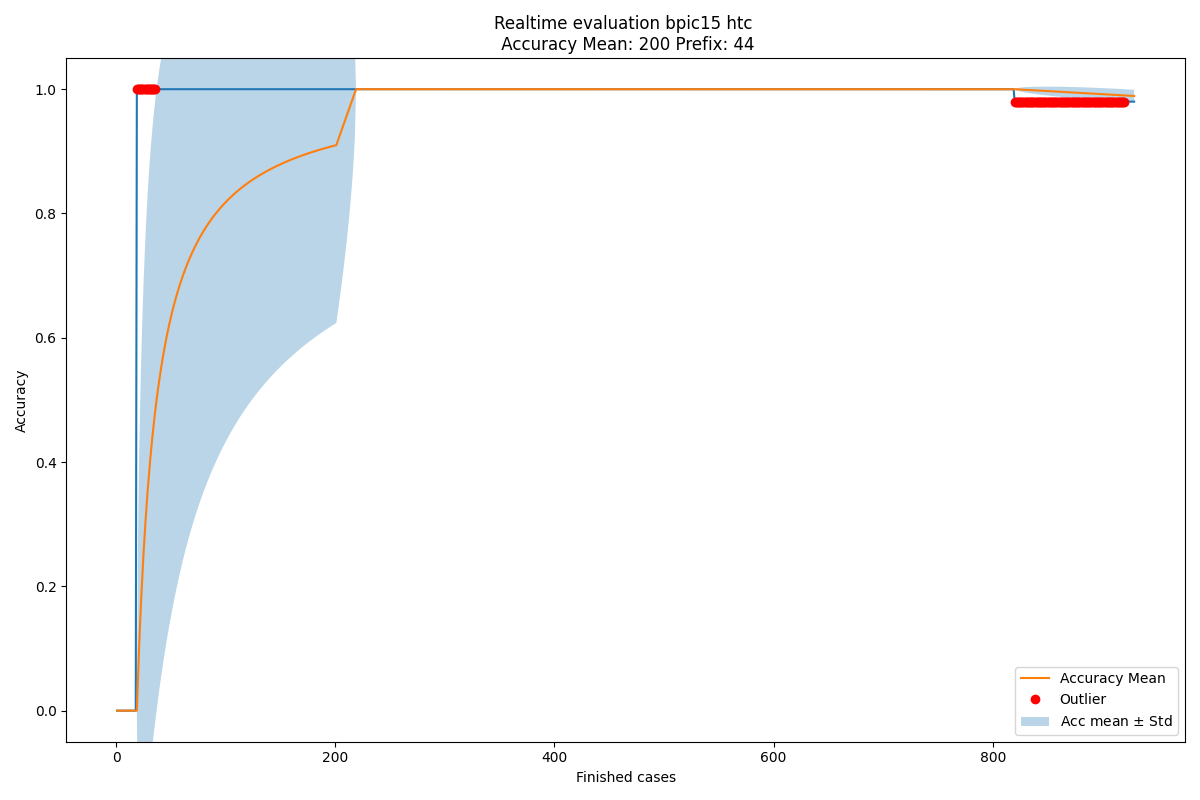 Realtime evaluation bpic15 htc
Accuracy Mean: 200 Prefix: 44
1.0
0.8
0.6
0.4
0.2
0.0
Accuracy
0
200
400
600
800
Finished cases
Accuracy Mean
Outlier
Acc mean ± Std